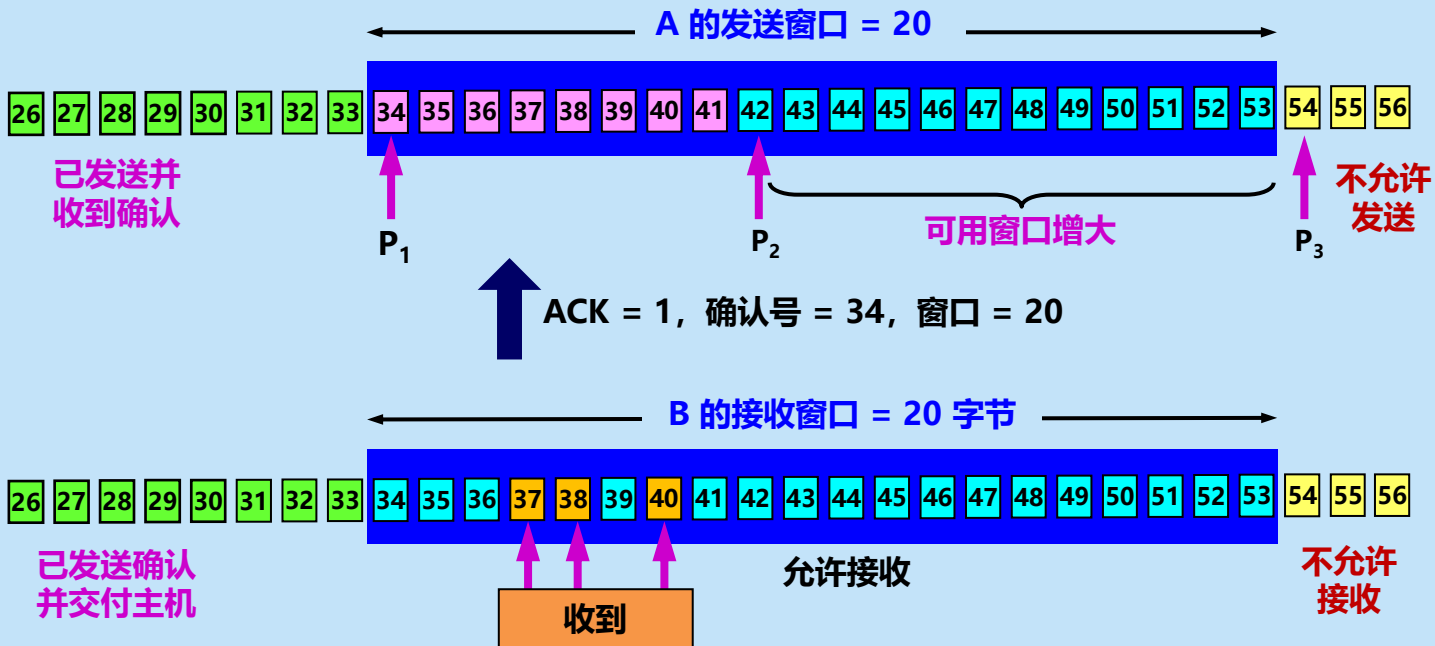 A 的发送窗口 = 20
26 27 28 29 30 31 32 33 34 35 36 37 38 39 40 41 42 43 44 45 46 47 48 49 50 51 52 53 54 55 56
已发送并
收到确认
可用窗口增大
不允许
发送
P1
P2
P3
ACK = 1，确认号 = 34，窗口 = 20
B 的接收窗口 = 20 字节
26 27 28 29 30 31 32 33 34 35 36 37 38 39 40 41 42 43 44 45 46 47 48 49 50 51 52 53 54 55 56
已发送确认
并交付主机
允许接收
不允许
接收
收到